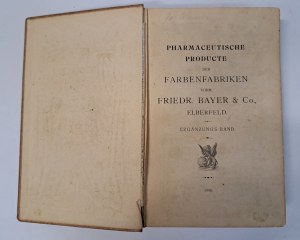 PHARMACEUTISCHE
PRODUCTE
DER
FARBENFABRIKEN
VORM.
FRIEDR. BAYER & Co.,
ELBERFELD.
ERGÄNZUNGS-BAND.